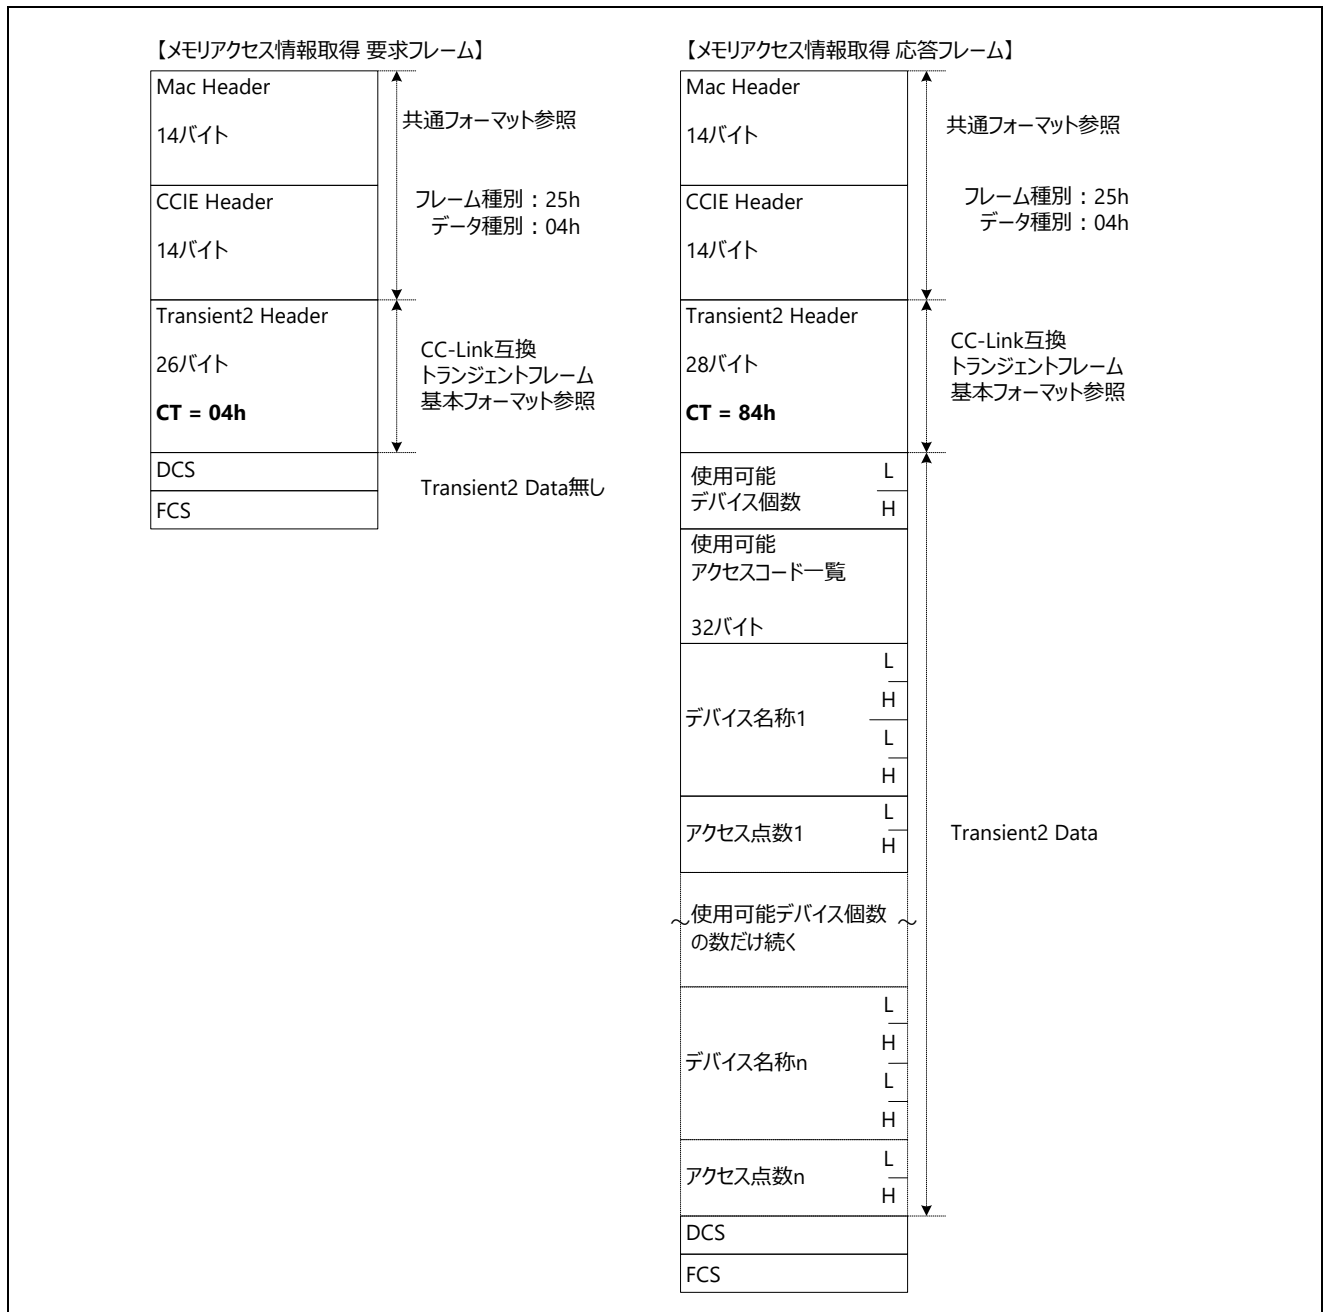 【メモリアクセス情報取得 要求フレーム】
Mac Header
14バイト
共通フォーマット参照
CCIE Header
14バイト
フレーム種別：25h
データ種別：04h
Transient2 Header
26バイト
CT = 04h
CC-Link互換
トランジェントフレーム
基本フォーマット参照
DCS
FCS
Transient2 Data無し
【メモリアクセス情報取得 応答フレーム】
Mac Header
14バイト
共通フォーマット参照
CCIE Header
14バイト
フレーム種別：25h
データ種別：04h
Transient2 Header
28バイト
CT = 84h
CC-Link互換
トランジェントフレーム
基本フォーマット参照
使用可能
デバイス個数
L
H
使用可能
アクセスコード一覧
32バイト
デバイス名称1
L
H
L
H
アクセス点数1
L
H
Transient2 Data
～使用可能デバイス個数～
の数だけ続く
デバイス名称n
L
H
L
H
アクセス点数n
L
H
DCS
FCS